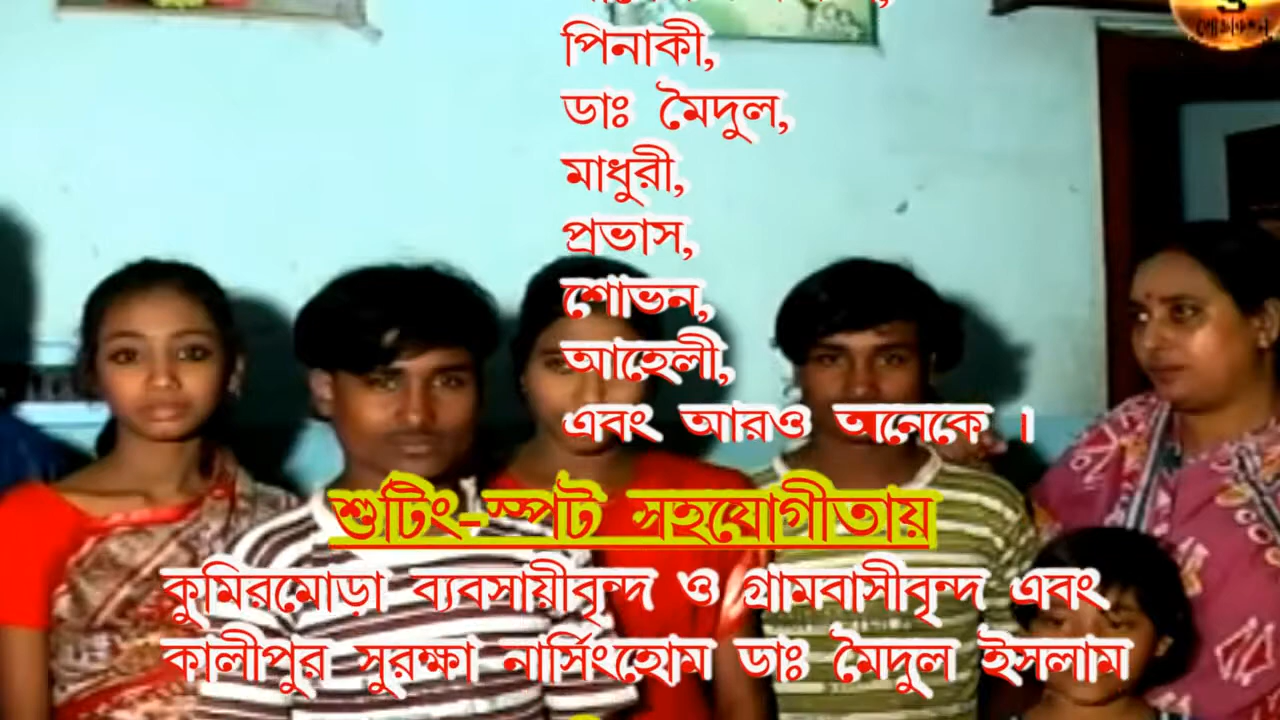 পিনাকী,
ডাঃ মৈদুল,
মাধুরী,
প্রভাস,
শোভন,
আহেলী,
এবং আরও অনেকে ।
শুটিং-স্পট সহযোগীতায়
কুমিরমোড়া ব্যবসায়ীবৃন্দ ও গ্রামবাসীবৃন্দ এবং
কালীপুর সুরক্ষা নার্সিংহোম ডাঃ মৈদুল ইসলাম